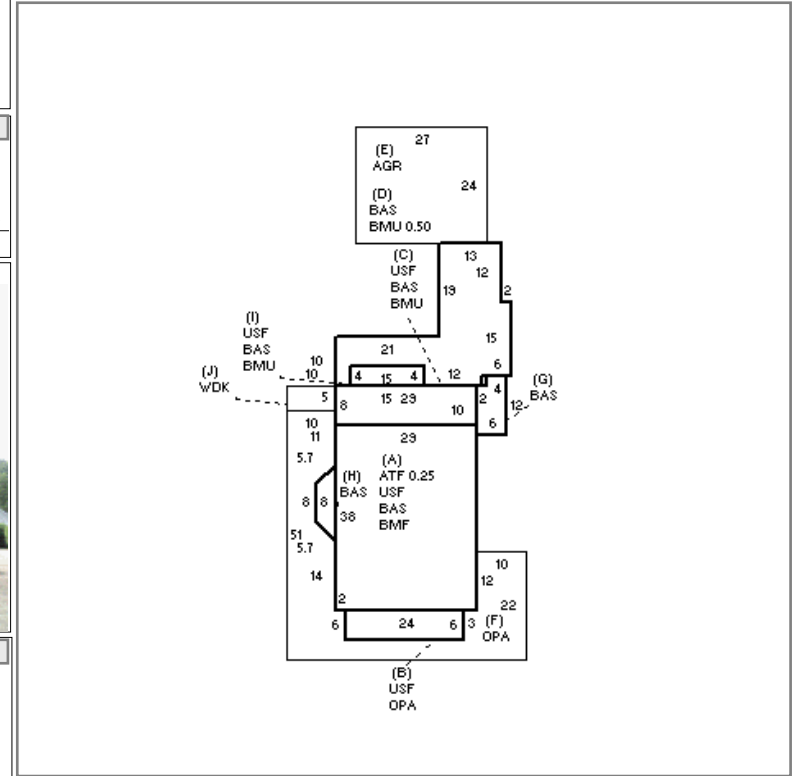 27
(E)
AGR
24
(D)
BAS
BMU 0.50
(C)
USF
BAS
BMU
13
12
19
2
(I)
USF
BAS
BMU
15
21
10
10
4
15
4
12
6
(J)
WDK
5
8
15
29
10
2
4
12
6
(G)
BAS
10
11
29
5.7
(H)
BAS
(A)
ATF 0.25
USF
BAS
BMF
8
8
38
51
5.7
14
2
10
12
22
6
24
6
3
(F)
OPA
(B)
USF
OPA